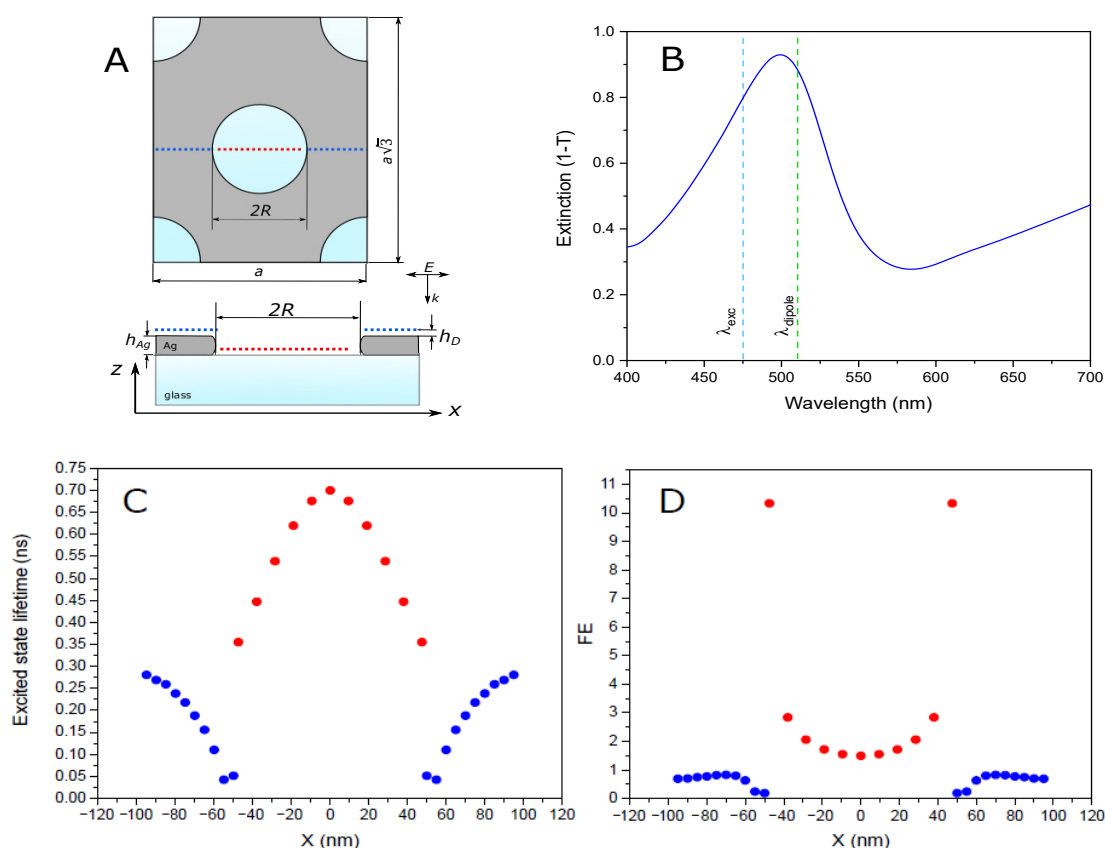 A
2R
a√3
a
E
k
2R
h_Ag
Ag
h_D
z
glass
x
B
Extinction (1-T)
1.0
0.8
0.6
0.4
0.2
0.0
λ_exc
λ_dipole
400 450 500 550 600 650 700
Wavelength (nm)
C
Excited state lifetime (ns)
0.75
0.70
0.65
0.60
0.55
0.50
0.45
0.40
0.35
0.30
0.25
0.20
0.15
0.10
0.05
0.00
−120 −100 −80 −60 −40 −20 0 20 40 60 80 100 120
X (nm)
D
FE
11
10
9
8
7
6
5
4
3
2
1
0
−120 −100 −80 −60 −40 −20 0 20 40 60 80 100 120
X (nm)